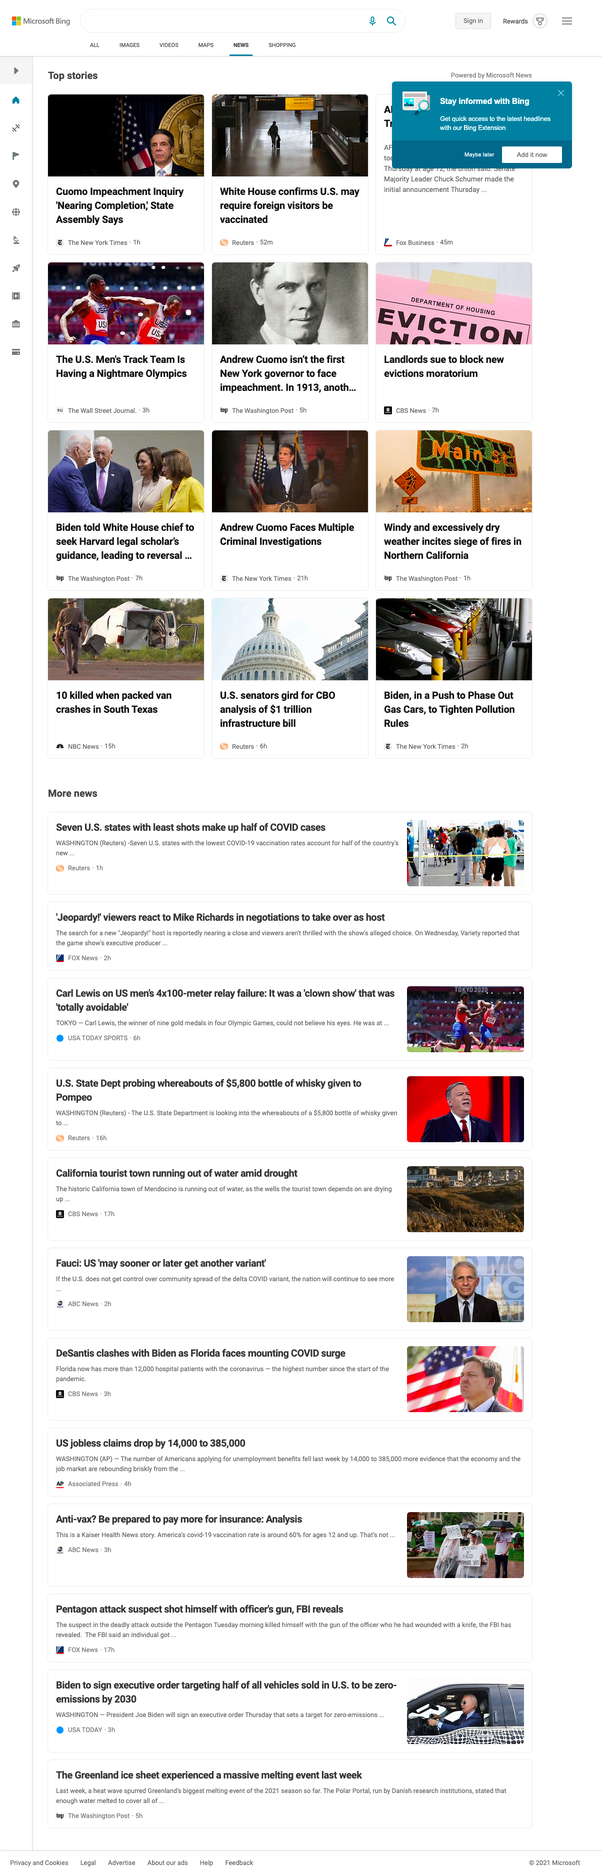 Microsoft Bing
Sign in
Rewards
ALL
IMAGES
VIDEOS
MAPS
NEWS
SHOPPING
Top stories
Powered by Microsoft News
Stay informed with Bing
Get quick access to the latest headlines
with our Bing Extension
Maybe later
Add it now
Cuomo Impeachment Inquiry
'Nearing Completion,' State
Assembly Says
The New York Times · 1h
White House confirms U.S. may
require foreign visitors be
vaccinated
Reuters · 52m
Thursday at age 72, the union said. Senate
Majority Leader Chuck Schumer made the
initial announcement Thursday ...
Fox Business · 45m
TOKYO 2020
The U.S. Men's Track Team Is
Having a Nightmare Olympics
The Wall Street Journal. · 3h
Andrew Cuomo isn't the first
New York governor to face
impeachment. In 1913, anoth...
The Washington Post · 5h
DEPARTMENT OF HOUSING
EVICTION
Landlords sue to block new
evictions moratorium
CBS News · 7h
Biden told White House chief to
seek Harvard legal scholar's
guidance, leading to reversal ...
The Washington Post · 7h
Andrew Cuomo Faces Multiple
Criminal Investigations
The New York Times · 21h
Main St
Windy and excessively dry
weather incites siege of fires in
Northern California
The Washington Post · 1h
10 killed when packed van
crashes in South Texas
NBC News · 15h
U.S. senators gird for CBO
analysis of $1 trillion
infrastructure bill
Reuters · 6h
Biden, in a Push to Phase Out
Gas Cars, to Tighten Pollution
Rules
The New York Times · 2h
More news
Seven U.S. states with least shots make up half of COVID cases
WASHINGTON (Reuters) -Seven U.S. states with the lowest COVID-19 vaccination rates account for half of the country's
new ...
Reuters · 1h
'Jeopardy!' viewers react to Mike Richards in negotiations to take over as host
The search for a new "Jeopardy!" host is reportedly nearing a close and viewers aren't thrilled with the show's alleged choice. On Wednesday, Variety reported that
the game show's executive producer ...
FOX News · 2h
Carl Lewis on US men's 4x100-meter relay failure: It was a 'clown show' that was
'totally avoidable'
TOKYO — Carl Lewis, the winner of nine gold medals in four Olympic Games, could not believe his eyes. He was at ...
USA TODAY SPORTS · 6h
TOKYO 2020
U.S. State Dept probing whereabouts of $5,800 bottle of whisky given to
Pompeo
WASHINGTON (Reuters) - The U.S. State Department is looking into the whereabouts of a $5,800 bottle of whisky given
to ...
Reuters · 16h
California tourist town running out of water amid drought
The historic California town of Mendocino is running out of water, as the wells the tourist town depends on are drying
up ...
CBS News · 17h
Fauci: US 'may sooner or later get another variant'
If the U.S. does not get control over community spread of the delta COVID variant, the nation will continue to see more
...
ABC News · 2h
DeSantis clashes with Biden as Florida faces mounting COVID surge
Florida now has more than 12,000 hospital patients with the coronavirus — the highest number since the start of the
pandemic.
CBS News · 3h
US jobless claims drop by 14,000 to 385,000
WASHINGTON (AP) — The number of Americans applying for unemployment benefits fell last week by 14,000 to 385,000 more evidence that the economy and the
job market are rebounding briskly from the ...
AP
Associated Press · 4h
Anti-vax? Be prepared to pay more for insurance: Analysis
This is a Kaiser Health News story. America's covid-19 vaccination rate is around 60% for ages 12 and up. That's not ...
ABC News · 3h
Pentagon attack suspect shot himself with officer's gun, FBI reveals
The suspect in the deadly attack outside the Pentagon Tuesday morning killed himself with the gun of the officer who he had wounded with a knife, the FBI has
revealed. The FBI said an individual got ...
FOX News · 17h
Biden to sign executive order targeting half of all vehicles sold in U.S. to be zero-
emissions by 2030
WASHINGTON — President Joe Biden will sign an executive order Thursday that sets a target for zero-emissions ...
USA TODAY · 3h
The Greenland ice sheet experienced a massive melting event last week
Last week, a heat wave spurred Greenland's biggest melting event of the 2021 season so far. The Polar Portal, run by Danish research institutions, stated that
enough water melted to cover all of ...
The Washington Post · 5h
Privacy and Cookies
Legal
Advertise
About our ads
Help
Feedback
© 2021 Microsoft